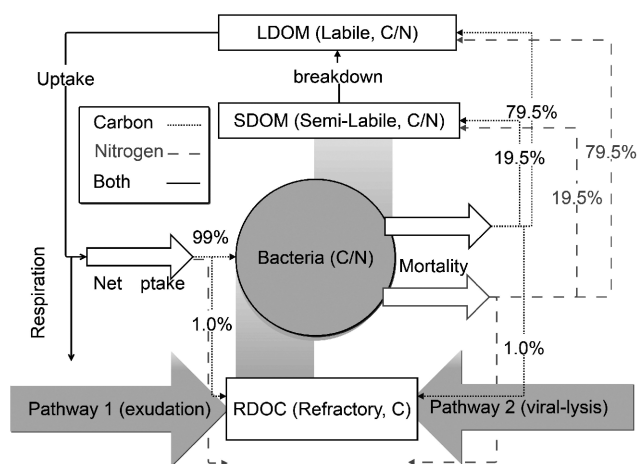 LDOM (Labile, C/N)
Uptake
breakdown
SDOM (Semi-Labile, C/N)
Carbon
Nitrogen
Both
79.5%
19.5%
79.5%
19.5%
99%
Bacteria (C/N)
Mortality
Net ptake
Respiration
1.0%
1.0%
Pathway 1 (exudation)
RDOC (Refractory, C)
Pathway 2 (viral-lysis)